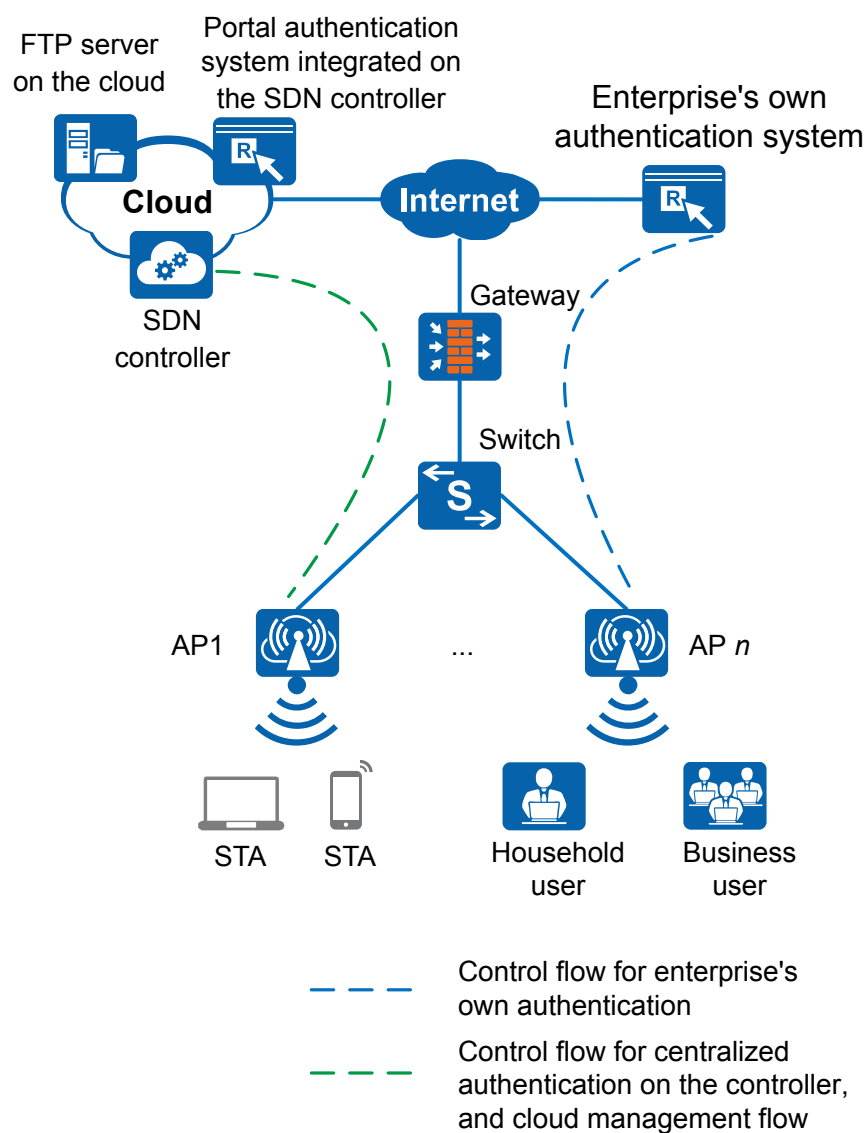 FTP server
on the cloud
Portal authentication
system integrated on
the SDN controller
Enterprise's own
authentication system
R
R
Cloud
Internet
SDN
controller
Gateway
Switch
S
AP1
...
AP n
STA
STA
Household
user
Business
user
Control flow for enterprise's
own authentication
Control flow for centralized
authentication on the controller,
and cloud management flow